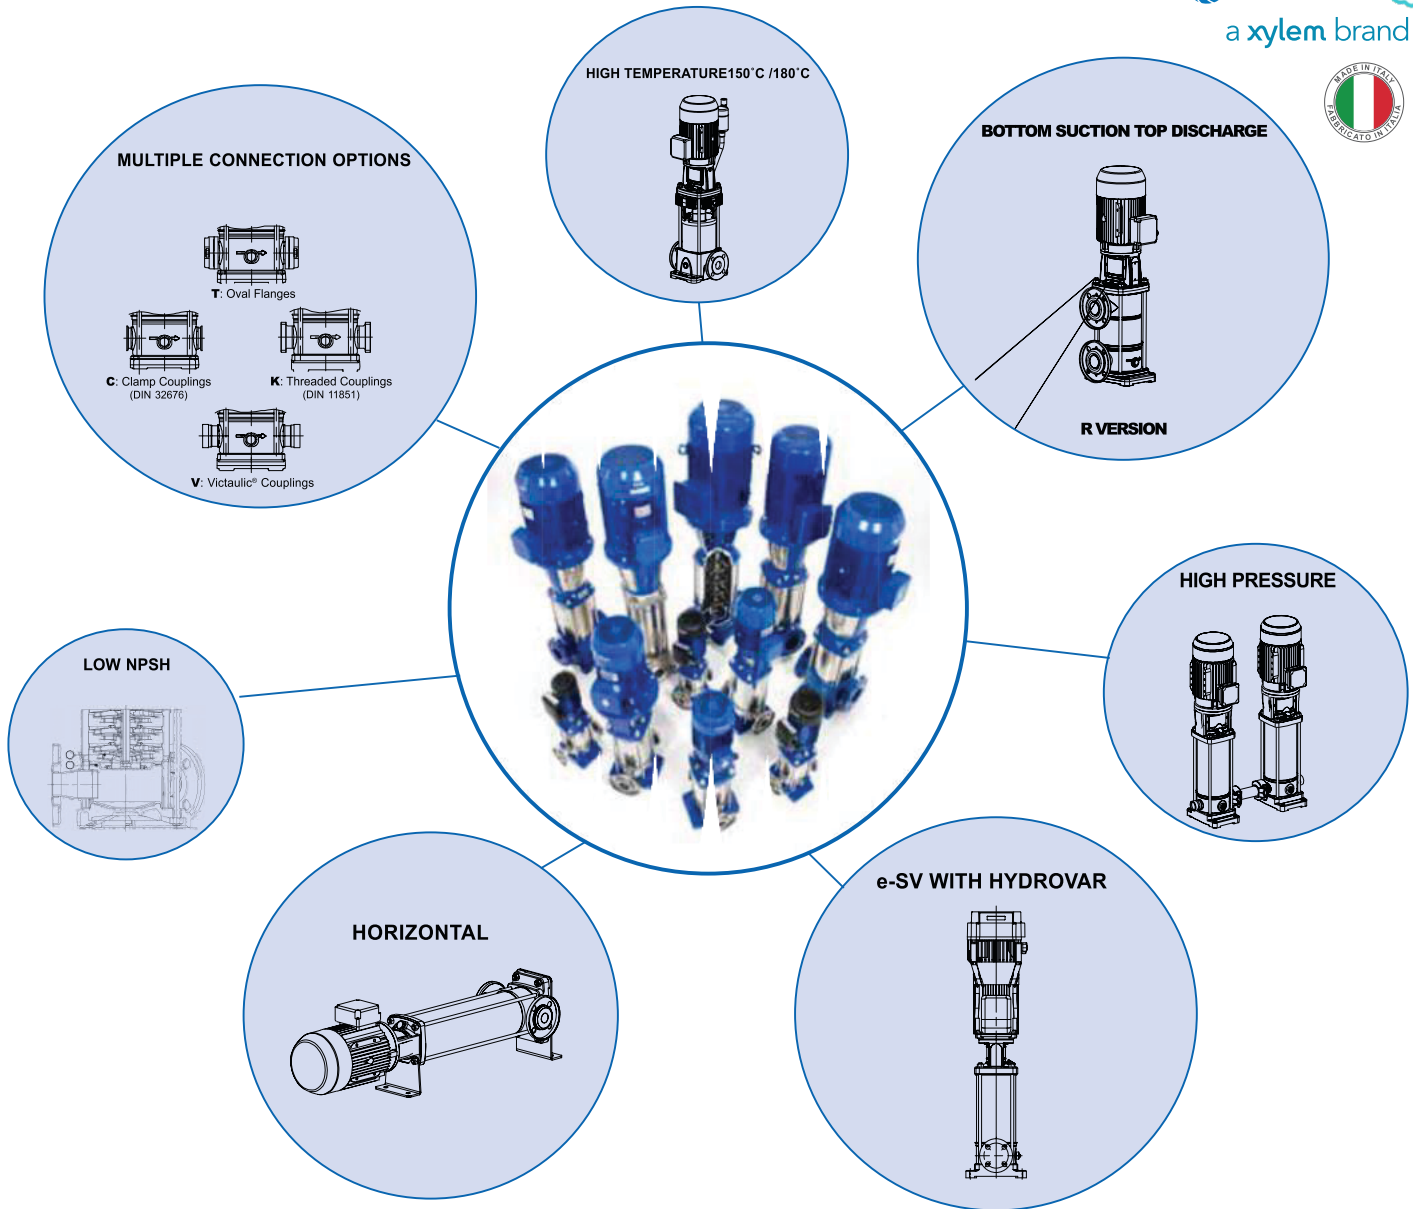 a xylem brand
MADE IN ITALY
FABBRICATO IN ITALIA
HIGH TEMPERATURE150°C /180°C
BOTTOM SUCTION TOP DISCHARGE
R VERSION
MULTIPLE CONNECTION OPTIONS
T: Oval Flanges
C: Clamp Couplings
(DIN 32676)
K: Threaded Couplings
(DIN 11851)
V: Victaulic® Couplings
HIGH PRESSURE
LOW NPSH
e-SV WITH HYDROVAR
HORIZONTAL